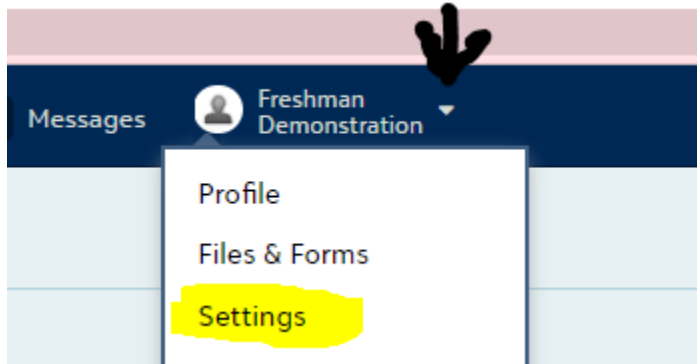 Messages
Freshman
Demonstration
Profile
Files & Forms
Settings